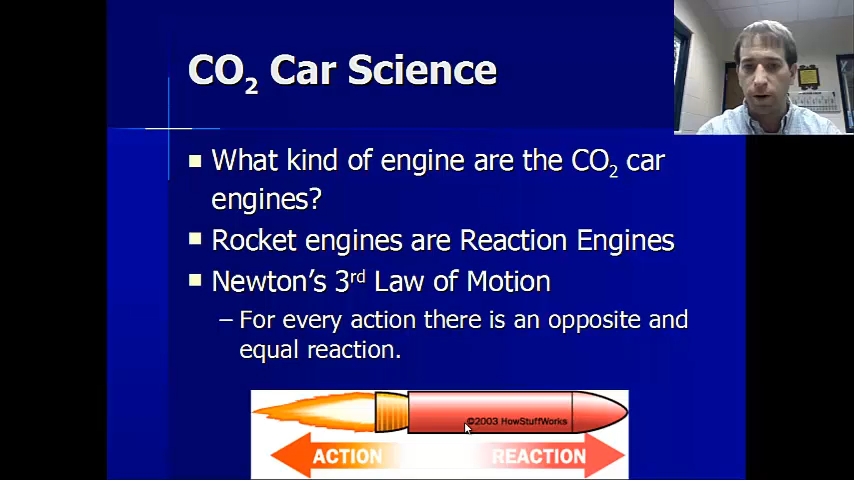 CO₂ Car Science
■ What kind of engine are the CO₂ car
engines?
■ Rocket engines are Reaction Engines
■ Newton's 3rd Law of Motion
– For every action there is an opposite and
equal reaction.
©2003 HowStuffWorks
ACTION REACTION